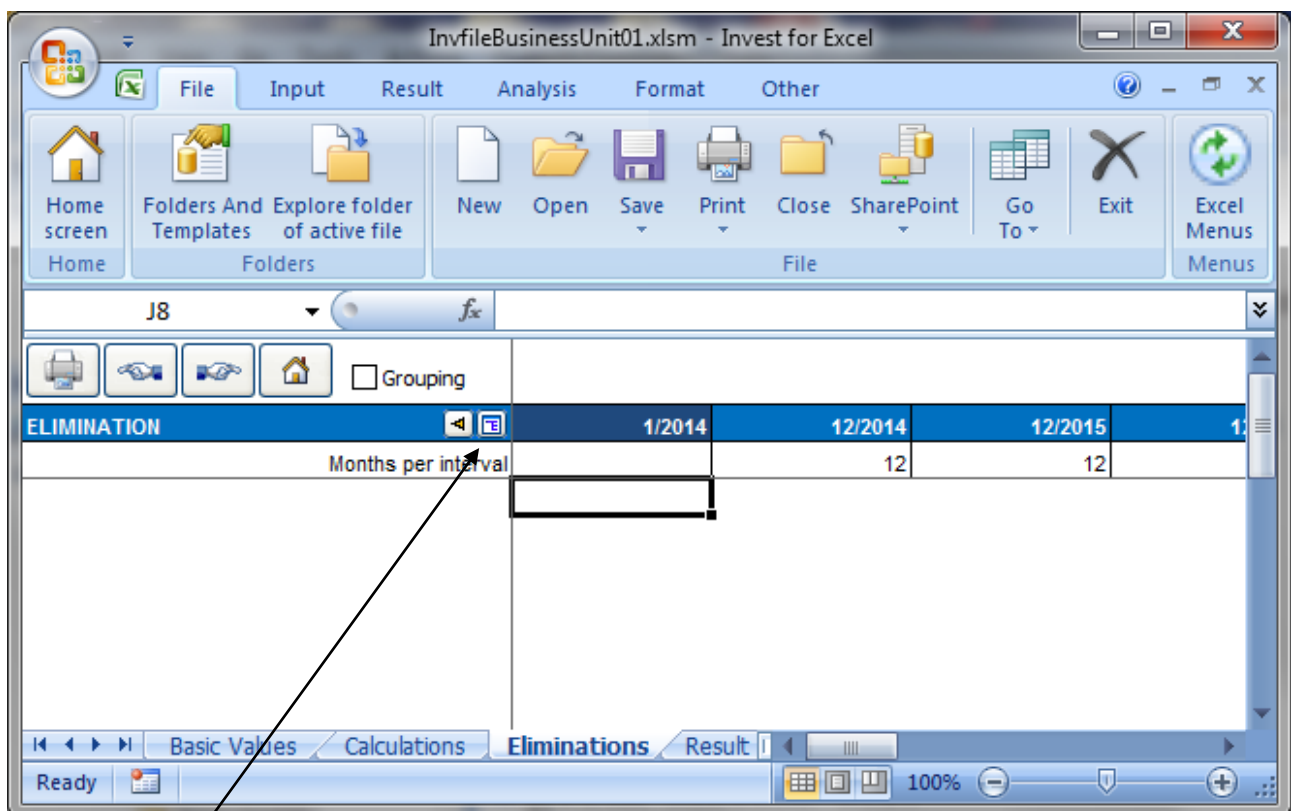 InvfileBusinessUnit01.xlsm - Invest for Excel
File Input Result Analysis Format Other
Home screen
Folders And Templates
Explore folder of active file
New
Open
Save
Print
Close
SharePoint
Go To
Exit
Excel Menus
Home Folders File Menus
J8 fx
Grouping
ELIMINATION 1/2014 12/2014 12/2015
Months per interval 12 12
Basic Values Calculations Eliminations Result
Ready 100%